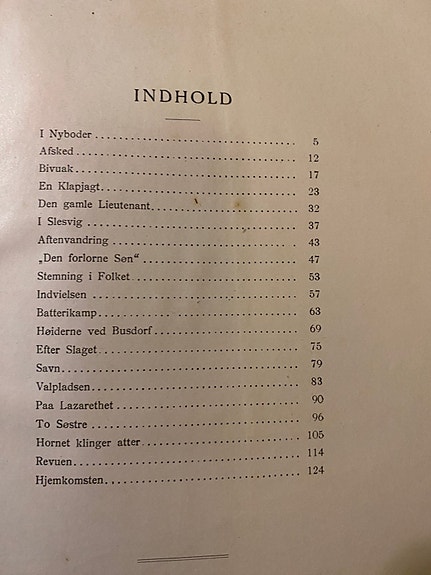 INDHOLD
I Nyboder 5
Afsked 12
Bivuak 17
En Klapjagt 23
Den gamle Lieutenant 32
I Slesvig 37
Aftenvandring 43
„Den forlorne Søn“ 47
Stemning i Folket 53
Indvielsen 57
Batterikamp 63
Høiderne ved Busdorf 69
Efter Slaget 75
Savn 79
Valpladsen 83
Paa Lazarethet 90
To Søstre 96
Hornet klinger atter 105
Revuen 114
Hjemkomsten 124